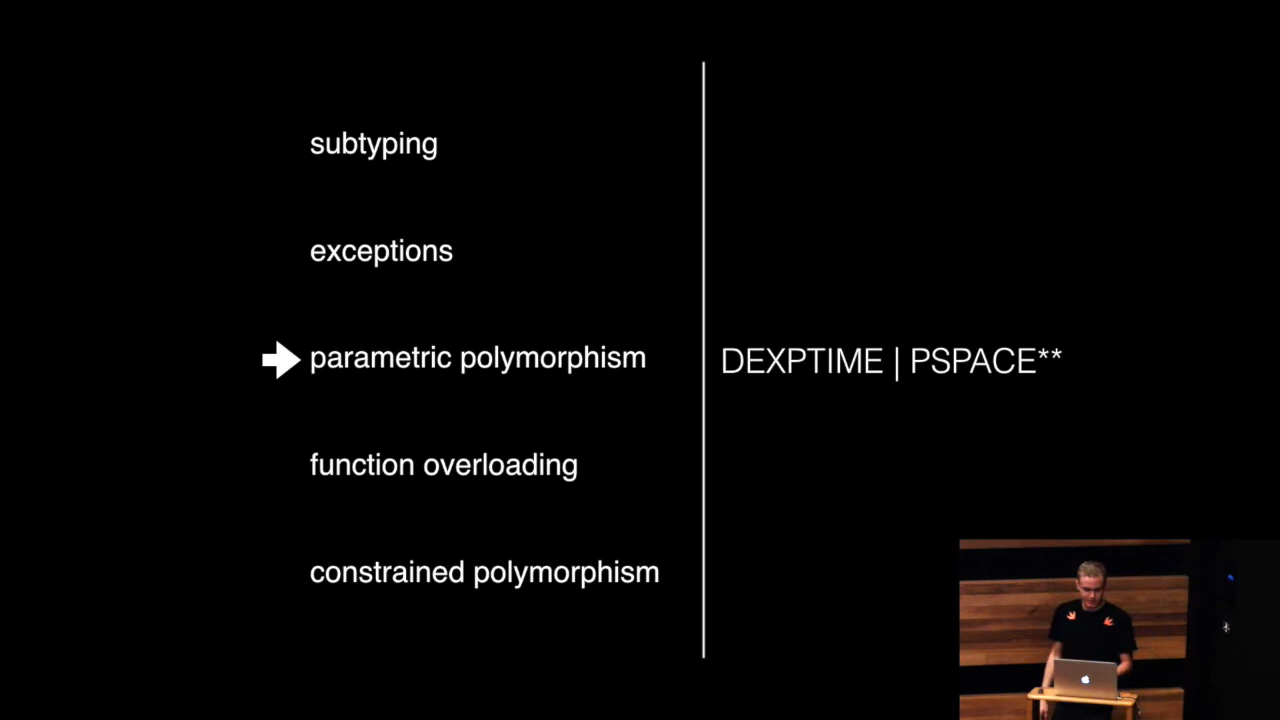 subtyping
exceptions
parametric polymorphism
DEXPTIME | PSPACE**
function overloading
constrained polymorphism